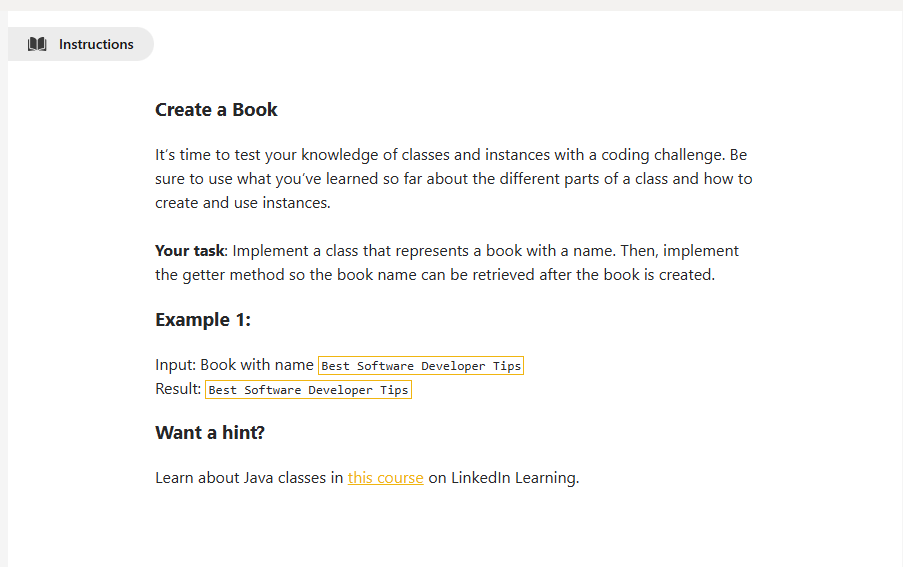 Instructions
Create a Book
It’s time to test your knowledge of classes and instances with a coding challenge. Be
sure to use what you’ve learned so far about the different parts of a class and how to
create and use instances.
Your task: Implement a class that represents a book with a name. Then, implement
the getter method so the book name can be retrieved after the book is created.
Example 1:
Input: Book with name Best Software Developer Tips
Result: Best Software Developer Tips
Want a hint?
Learn about Java classes in this course on LinkedIn Learning.